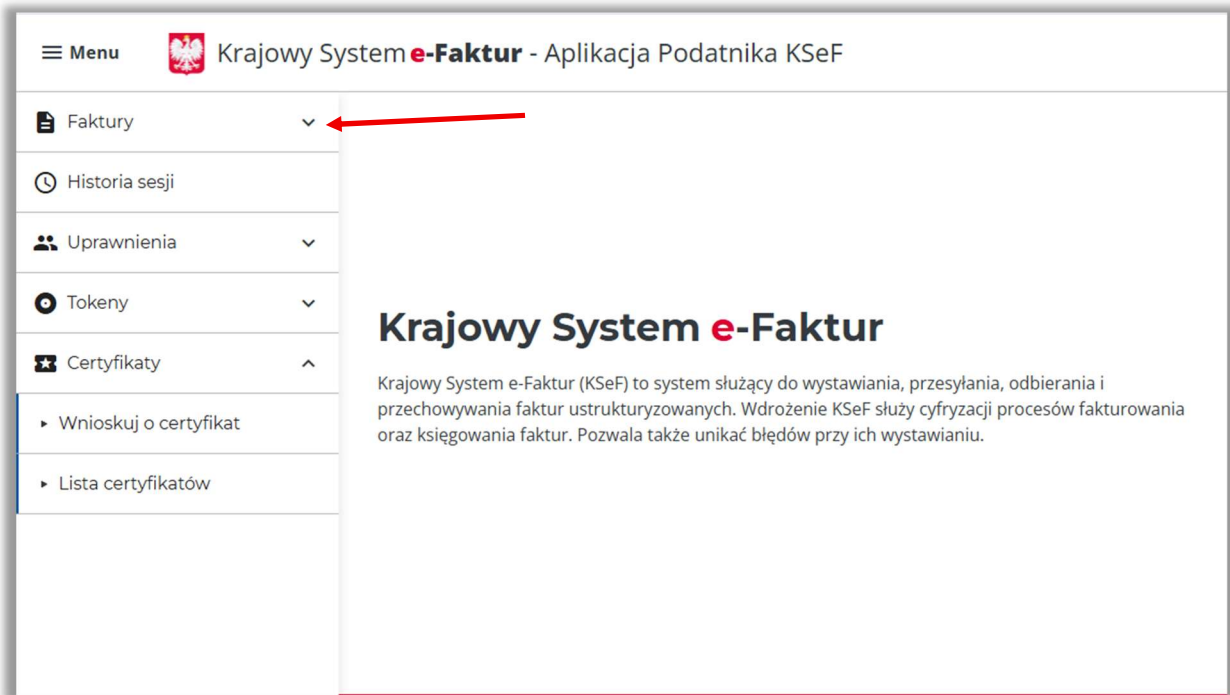 Menu
Krajowy System e-Faktur - Aplikacja Podatnika KSeF
Faktury
Historia sesji
Uprawnienia
Tokeny
Certyfikaty
Wnioskuj o certyfikat
Lista certyfikatów
Krajowy System e-Faktur
Krajowy System e-Faktur (KSeF) to system służący do wystawiania, przesyłania, odbierania i
przechowywania faktur ustrukturyzowanych. Wdrożenie KSeF służy cyfryzacji procesów fakturowania
oraz księgowania faktur. Pozwala także unikać błędów przy ich wystawianiu.